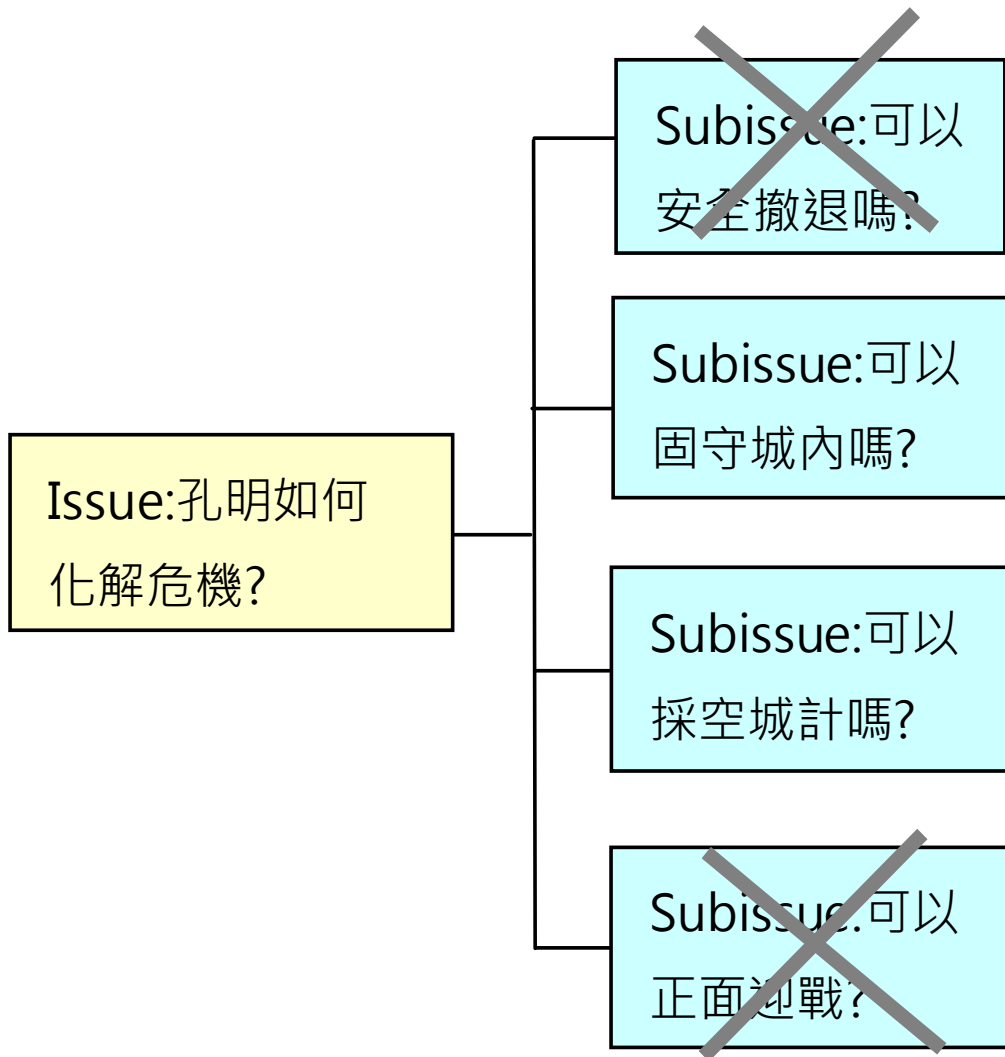 Subissue:可以
安全撤退嗎?
Subissue:可以
固守城內嗎?
Issue:孔明如何
化解危機?
Subissue:可以
採空城計嗎?
Subissue:可以
正面迎戰?